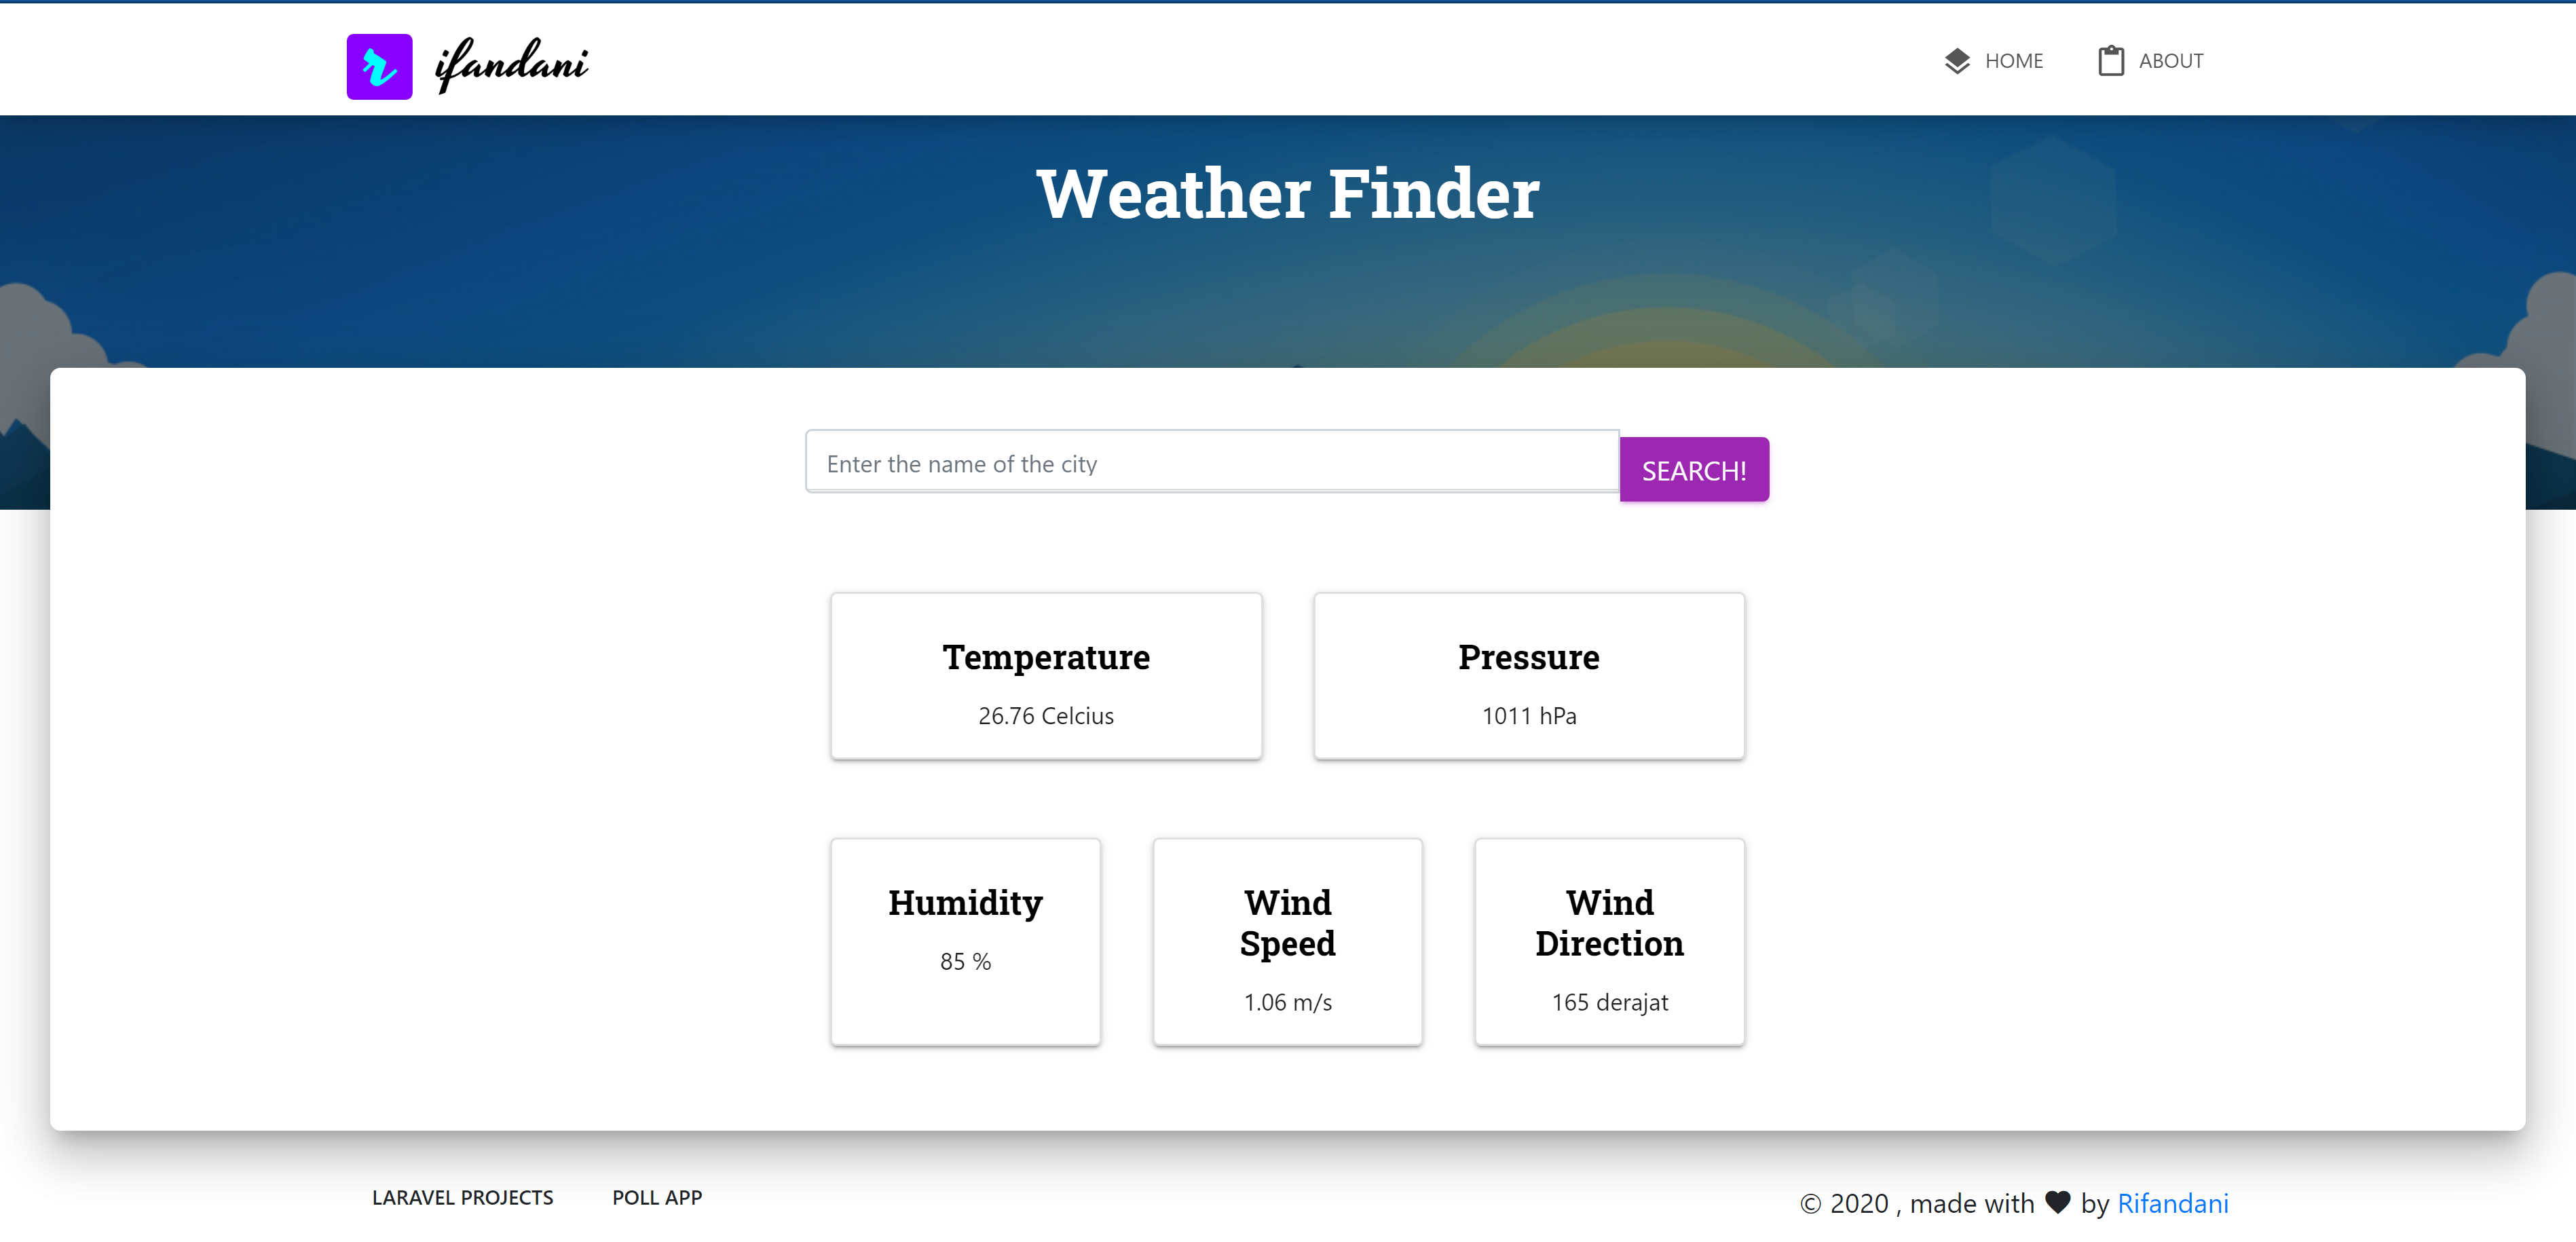 ifandani
HOME
ABOUT
Weather Finder
Enter the name of the city
SEARCH!
Temperature
26.76 Celcius
Pressure
1011 hPa
Humidity
85 %
Wind
Speed
1.06 m/s
Wind
Direction
165 derajat
LARAVEL PROJECTS
POLL APP
© 2020 , made with ♥ by Rifandani